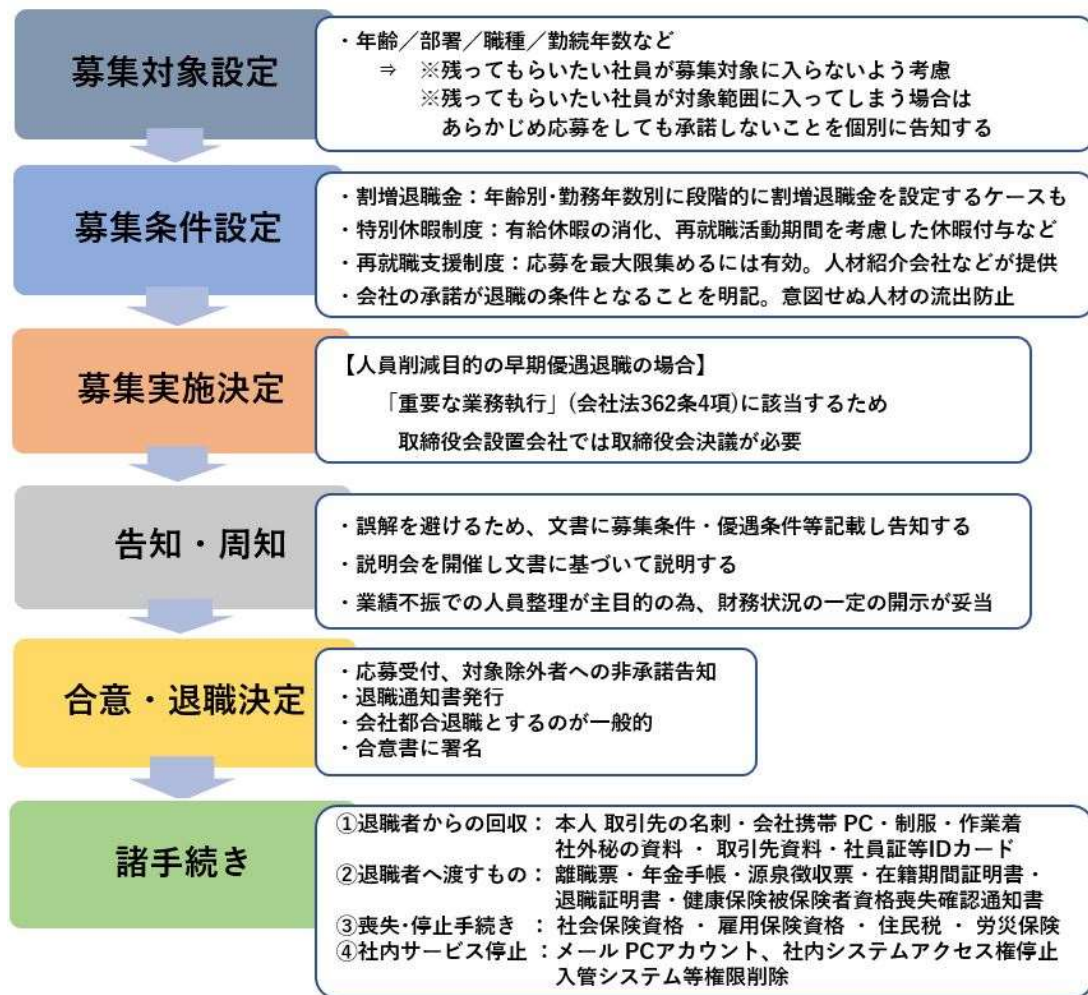 募集対象設定
・年齢／部署／職種／勤続年数など
⇒ ※残ってもらいたい社員が募集対象に入らないよう考慮
※残ってもらいたい社員が対象範囲に入ってしまう場合は
あらかじめ応募をしても承諾しないことを個別に告知する
募集条件設定
・割増退職金：年齢別・勤務年数別に段階的に割増退職金を設定するケースも
・特別休暇制度：有給休暇の消化、再就職活動期間を考慮した休暇付与など
・再就職支援制度：応募を最大限集めるには有効。人材紹介会社などが提供
・会社の承諾が退職の条件となることを明記。意図せぬ人材の流出防止
募集実施決定
【人員削減目的の早期優遇退職の場合】
「重要な業務執行」(会社法362条4項)に該当するため
取締役会設置会社では取締役会決議が必要
告知・周知
・誤解を避けるため、文書に募集条件・優遇条件等記載し告知する
・説明会を開催し文書に基づいて説明する
・業績不振での人員整理が主目的の為、財務状況の一定の開示が妥当
合意・退職決定
・応募受付、対象除外者への非承諾告知
・退職通知書発行
・会社都合退職とするのが一般的
・合意書に署名
諸手続き
①退職者からの回収： 本人 取引先の名刺・会社携帯 PC・制服・作業着
社外秘の資料 ・ 取引先資料・社員証等IDカード
②退職者へ渡すもの： 離職票・年金手帳・源泉徴収票・在籍期間証明書・
退職証明書・健康保険被保険者資格喪失確認通知書
③喪失・停止手続き ： 社会保険資格 ・ 雇用保険資格 ・ 住民税 ・ 労災保険
④社内サービス停止 ：メール PCアカウント、社内システムアクセス権停止
入管システム等権限削除